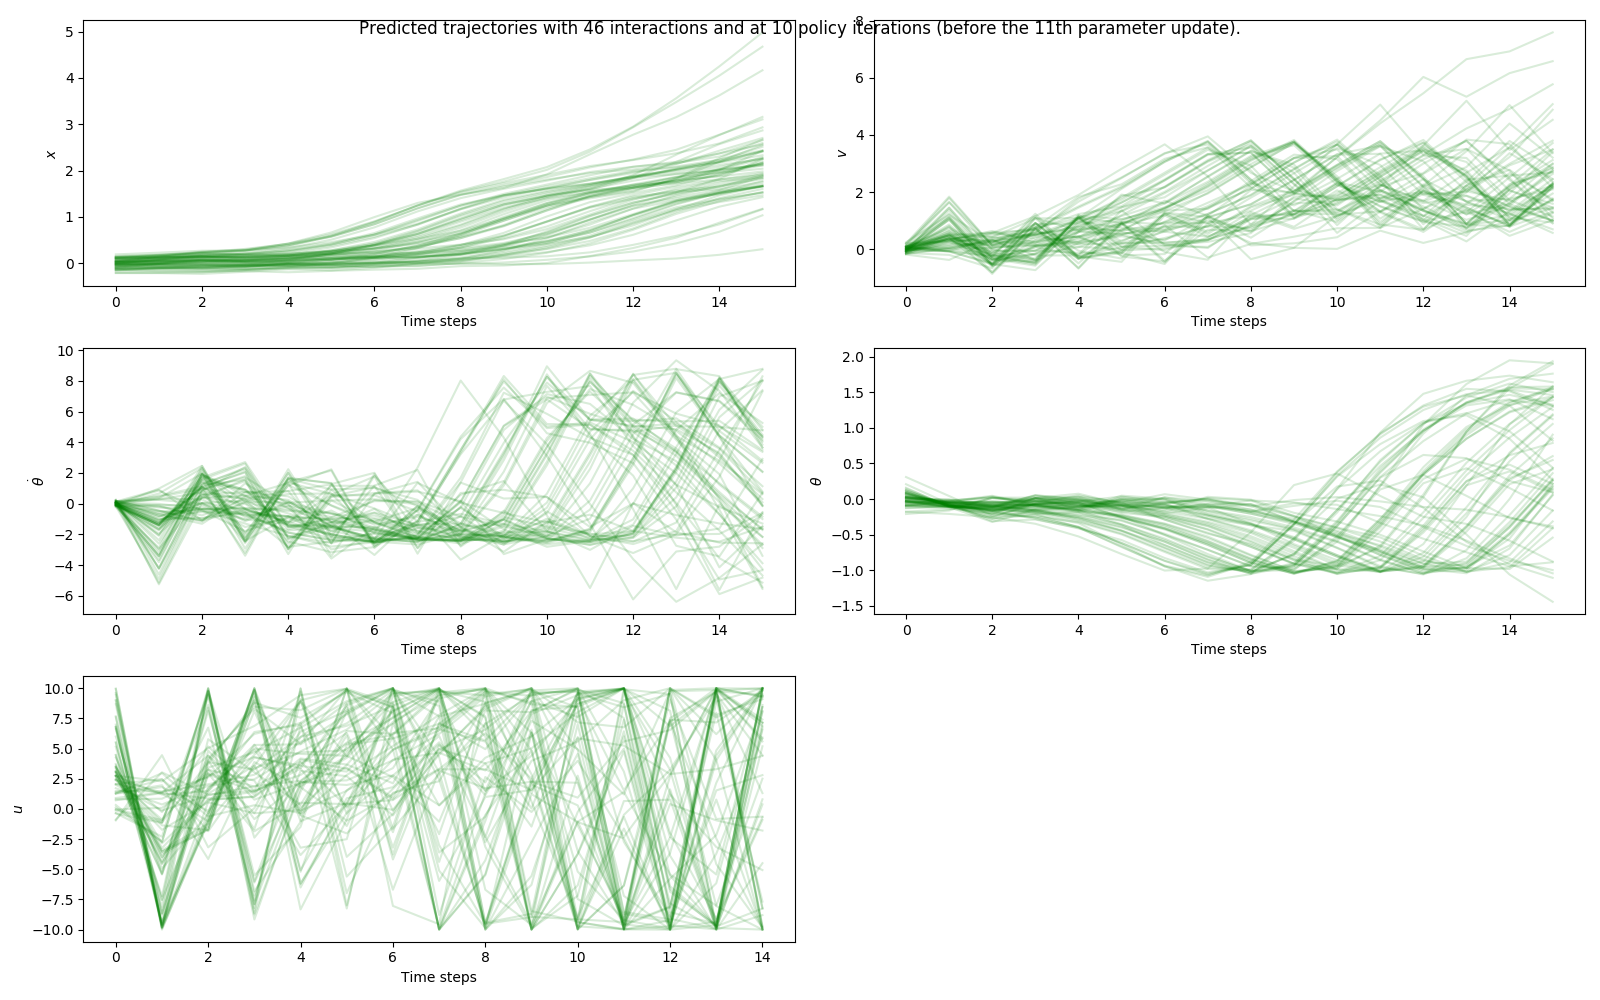 Predicted trajectories with 46 interactions and at 10 policy iterations (before the 11th parameter update).
5
4
3
2
1
0
x
0 2 4 6 8 10 12 14
Time steps
8
6
4
2
0
v
0 2 4 6 8 10 12 14
Time steps
10
8
6
4
2
0
−2
−4
−6
θ̇
0 2 4 6 8 10 12 14
Time steps
2.0
1.5
1.0
0.5
0.0
−0.5
−1.0
−1.5
θ
0 2 4 6 8 10 12 14
Time steps
10.0
7.5
5.0
2.5
0.0
−2.5
−5.0
−7.5
−10.0
u
0 2 4 6 8 10 12 14
Time steps